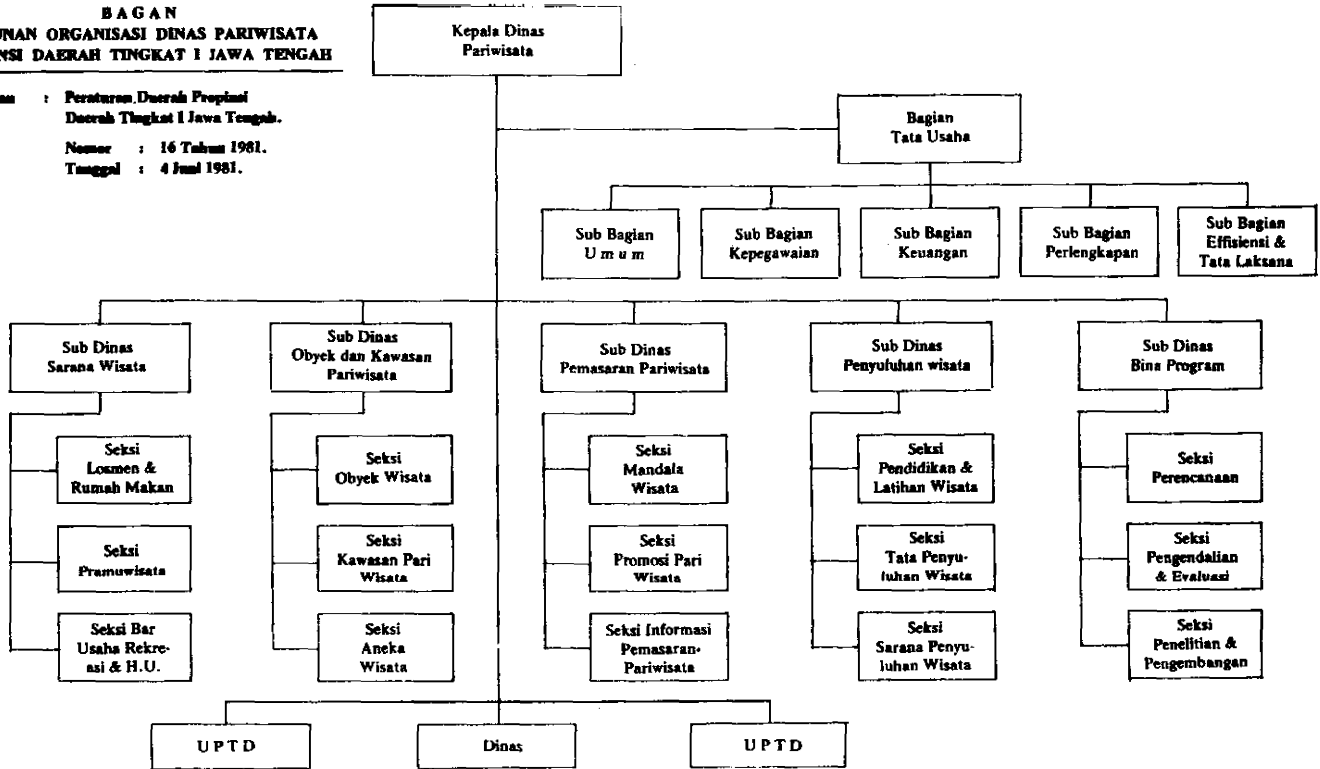 BAGAN
UNAN ORGANISASI DINAS PARIWISATA
NSI DAERAH TINGKAT I JAWA TENGAH
: Peraturan Daerah Propinsi
Daerah Tingkat I Jawa Tengah.
Nomor : 16 Tahun 1981.
Tanggal : 4 Juni 1981.
Kepala Dinas
Pariwisata
Bagian
Tata Usaha
Sub Bagian
Umum
Sub Bagian
Kepegawaian
Sub Bagian
Keuangan
Sub Bagian
Perlengkapan
Sub Bagian
Effisiensi &
Tata Laksana
Sub Dinas
Sarana Wisata
Sub Dinas
Obyek dan Kawasan
Pariwisata
Sub Dinas
Pemasaran Pariwisata
Sub Dinas
Penyuluhan wisata
Sub Dinas
Bina Program
Seksi
Losmen &
Rumah Makan
Seksi
Obyek Wisata
Seksi
Mandala
Wisata
Seksi
Pendidikan &
Latihan Wisata
Seksi
Perencanaan
Seksi
Pramuwisata
Seksi
Kawasan Pari
Wisata
Seksi
Promosi Pari
Wisata
Seksi
Tata Penyu-
luhan Wisata
Seksi
Pengendalian
& Evaluasi
Seksi Bar
Usaha Rekre-
asi & H.U.
Seksi
Aneka
Wisata
Seksi Informasi
Pemasaran-
Pariwisata
Seksi
Sarana Penyu-
luhan Wisata
Seksi
Penelitian &
Pengembangan
UPTD
Dinas
UPTD